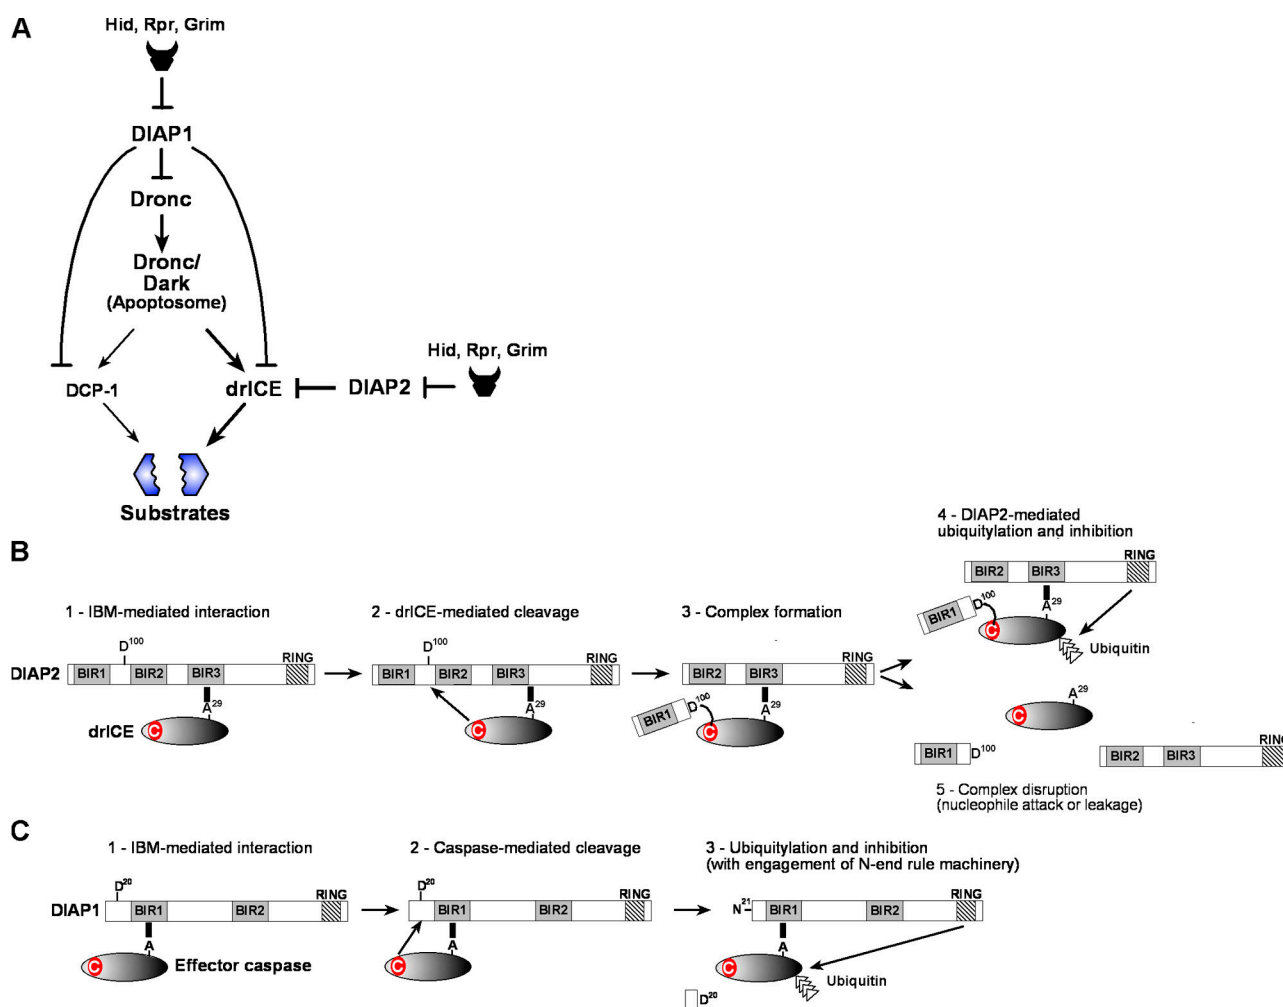 A
Hid, Rpr, Grim
DIAP1
Dronc
Dronc/
Dark
(Apoptosome)
DCP-1
drICE
DIAP2
Hid, Rpr, Grim
Substrates
B
1 - IBM-mediated interaction
D100
DIAP2
BIR1
BIR2
BIR3
RING
A29
drICE
C
2 - drICE-mediated cleavage
D100
BIR1
BIR2
BIR3
RING
A29
C
3 - Complex formation
BIR2
BIR3
RING
BIR1
D100
A29
C
4 - DIAP2-mediated
ubiquitylation and inhibition
RING
BIR2
BIR3
BIR1
D100
A29
C
Ubiquitin
A29
C
BIR1
D100
BIR2
BIR3
RING
5 - Complex disruption
(nucleophile attack or leakage)
C
1 - IBM-mediated interaction
D20
RING
DIAP1
BIR1
BIR2
A
C
Effector caspase
2 - Caspase-mediated cleavage
D20
RING
BIR1
BIR2
A
C
3 - Ubiquitylation and inhibition
(with engagement of N-end rule machinery)
RING
N21
BIR1
BIR2
A
C
Ubiquitin
D20